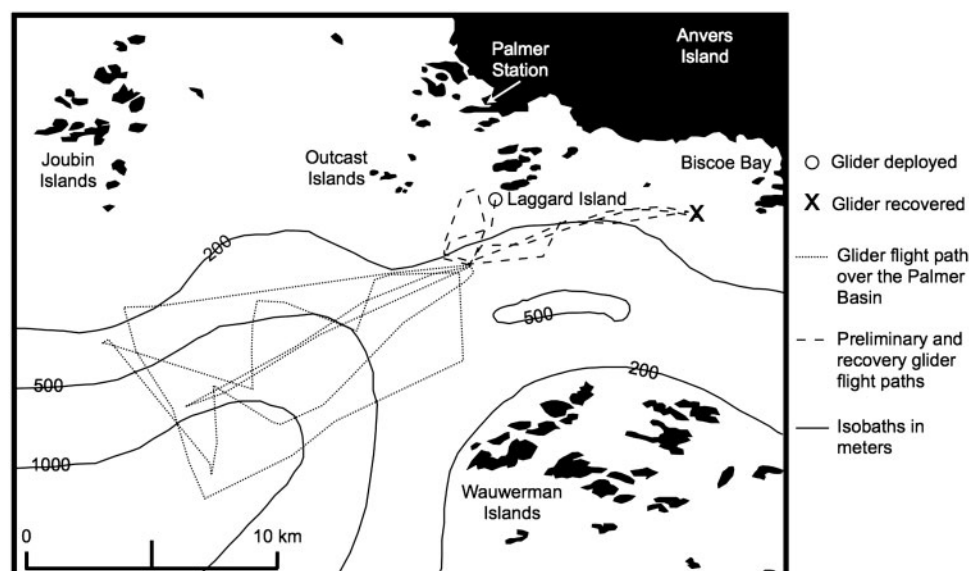 Anvers
Island
Palmer
Station
Joubin
Islands
Outcast
Islands
Biscoe Bay
Laggard Island
X
200
500
200
500
1000
Wauwerman
Islands
0
10 km
O Glider deployed
X Glider recovered
Glider flight path
over the Palmer
Basin
Preliminary and
recovery glider
flight paths
Isobaths in
meters